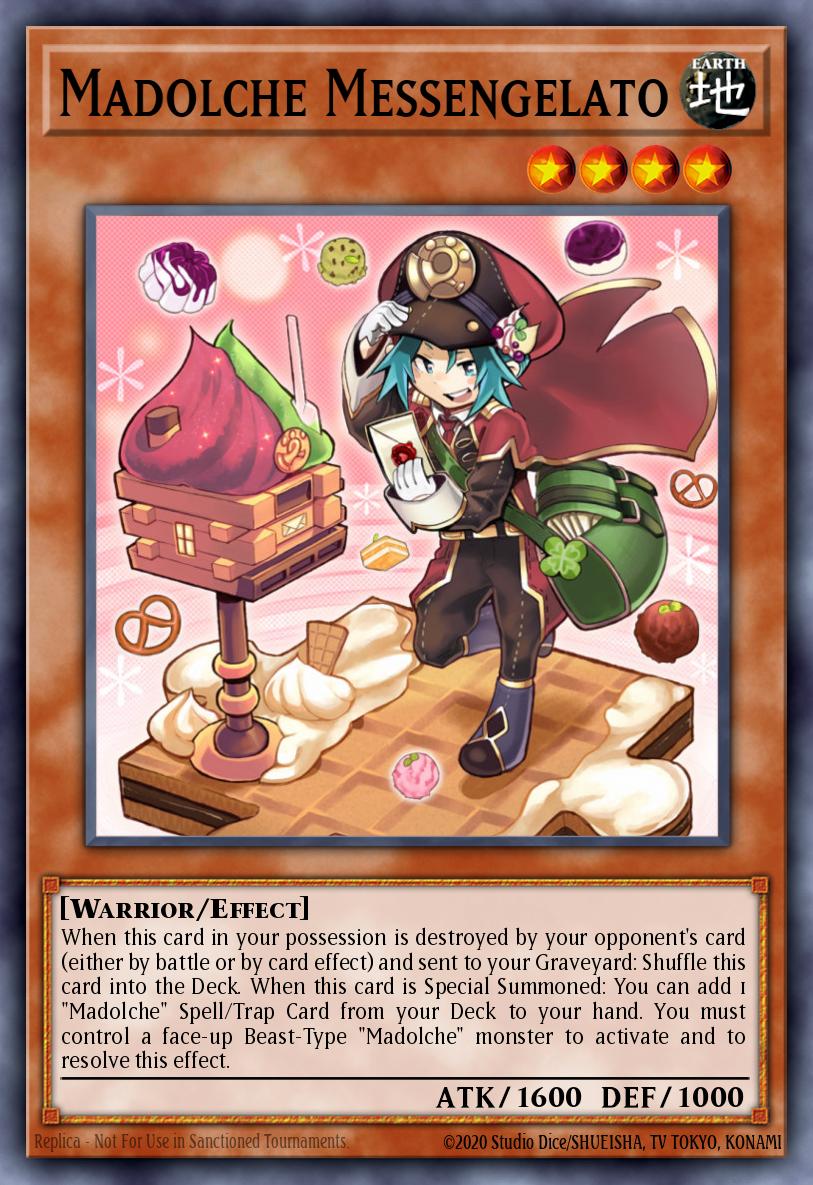 MADOLCHE MESSENGELATO
EARTH
地
[WARRIOR/EFFECT]
When this card in your possession is destroyed by your opponent's card
(either by battle or by card effect) and sent to your Graveyard: Shuffle this
card into the Deck. When this card is Special Summoned: You can add 1
"Madolche" Spell/Trap Card from your Deck to your hand. You must
control a face-up Beast-Type "Madolche" monster to activate and to
resolve this effect.
ATK/1600 DEF/1000
Replica - Not For Use in Sanctioned Tournaments.
©2020 Studio Dice/SHUEISHA, TV TOKYO, KONAMI